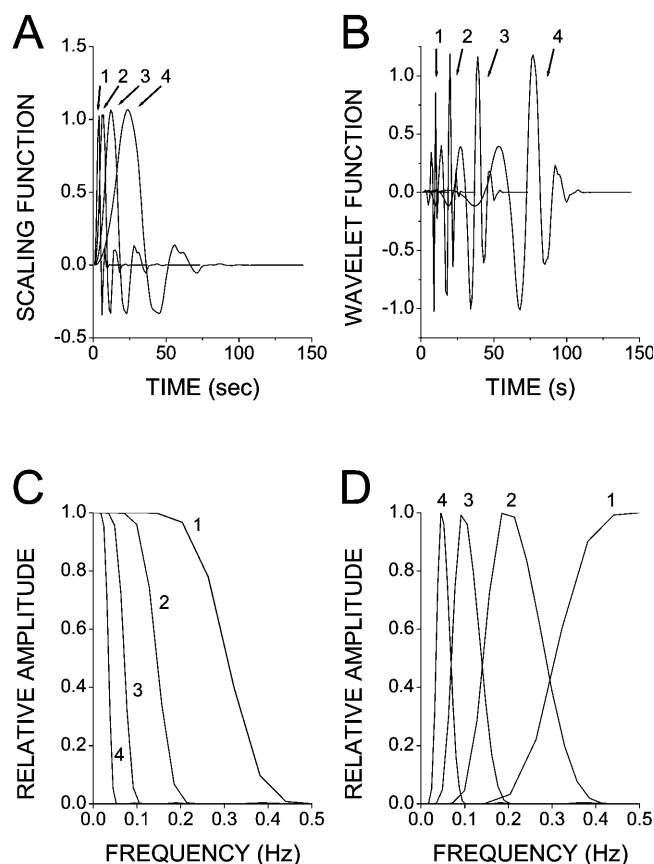 A
B
1.5
1 2 3 4
1.0
0.5
0.0
-0.5
0 50 100 150
SCALING FUNCTION
TIME (sec)
1 2 3 4
1.0
0.5
0.0
-0.5
-1.0
0 50 100 150
WAVELET FUNCTION
TIME (s)
C
D
1.0
0.8
0.6
0.4
0.2
0.0
0.0 0.1 0.2 0.3 0.4 0.5
1
2
3
4
RELATIVE AMPLITUDE
FREQUENCY (Hz)
4 3 2 1
1.0
0.8
0.6
0.4
0.2
0.0
0.0 0.1 0.2 0.3 0.4 0.5
RELATIVE AMPLITUDE
FREQUENCY (Hz)